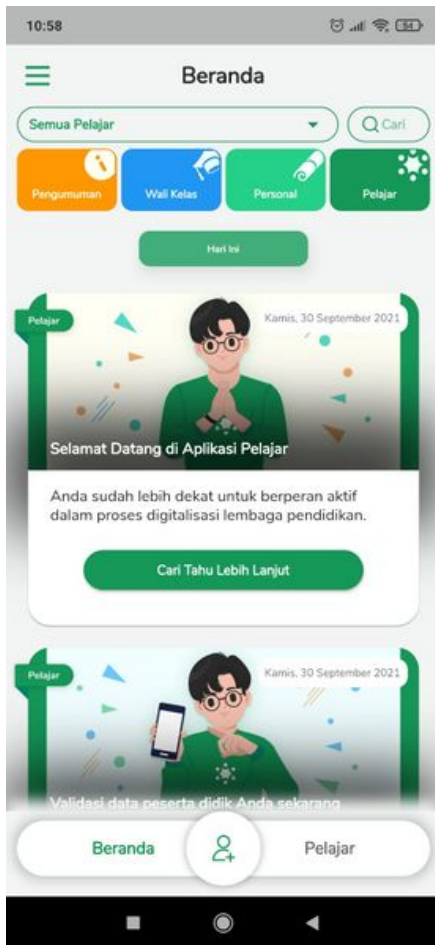 10:58
54
Beranda
Semua Pelajar
Cari
Pengumuman
Wali Kelas
Personal
Pelajar
Hari Ini
Pelajar
Kamis, 30 September 2021
Selamat Datang di Aplikasi Pelajar
Anda sudah lebih dekat untuk berperan aktif
dalam proses digitalisasi lembaga pendidikan.
Cari Tahu Lebih Lanjut
Pelajar
Kamis, 30 September 2021
Validasi data peserta didik Anda sekarang
Beranda
Pelajar